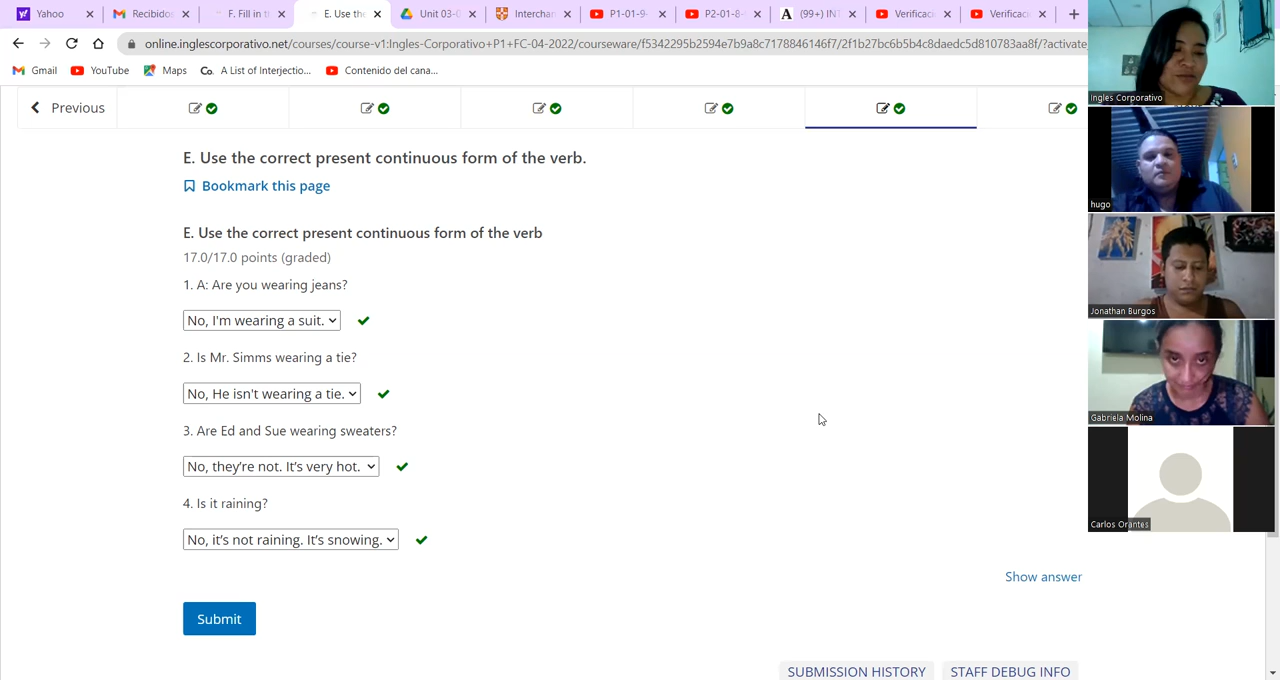 Yahoo
Recibidos
F. Fill in t
E. Use the
Unit 03-
Interchan
P1-01-9-
P2-01-8-
(99+) IN
Verificac
Verificac
online.inglescorporativo.net/courses/course-v1:Ingles-Corporativo+P1+FC-04-2022/courseware/f5342295b2594e7b9a8c7178846146f7/2f1b27bc6b5b4c8daedc5d810783aa8f/?activate_
Gmail
YouTube
Maps
Co. A List of Interjectio...
Contenido del cana...
Previous
E. Use the correct present continuous form of the verb.
Bookmark this page
E. Use the correct present continuous form of the verb
17.0/17.0 points (graded)
1. A: Are you wearing jeans?
No, I'm wearing a suit.
2. Is Mr. Simms wearing a tie?
No, He isn't wearing a tie.
3. Are Ed and Sue wearing sweaters?
No, they're not. It's very hot.
4. Is it raining?
No, it's not raining. It's snowing.
Show answer
Submit
SUBMISSION HISTORY
STAFF DEBUG INFO
Ingles Corporativo
hugo
Jonathan Burgos
Gabriela Molina
Carlos Orantes